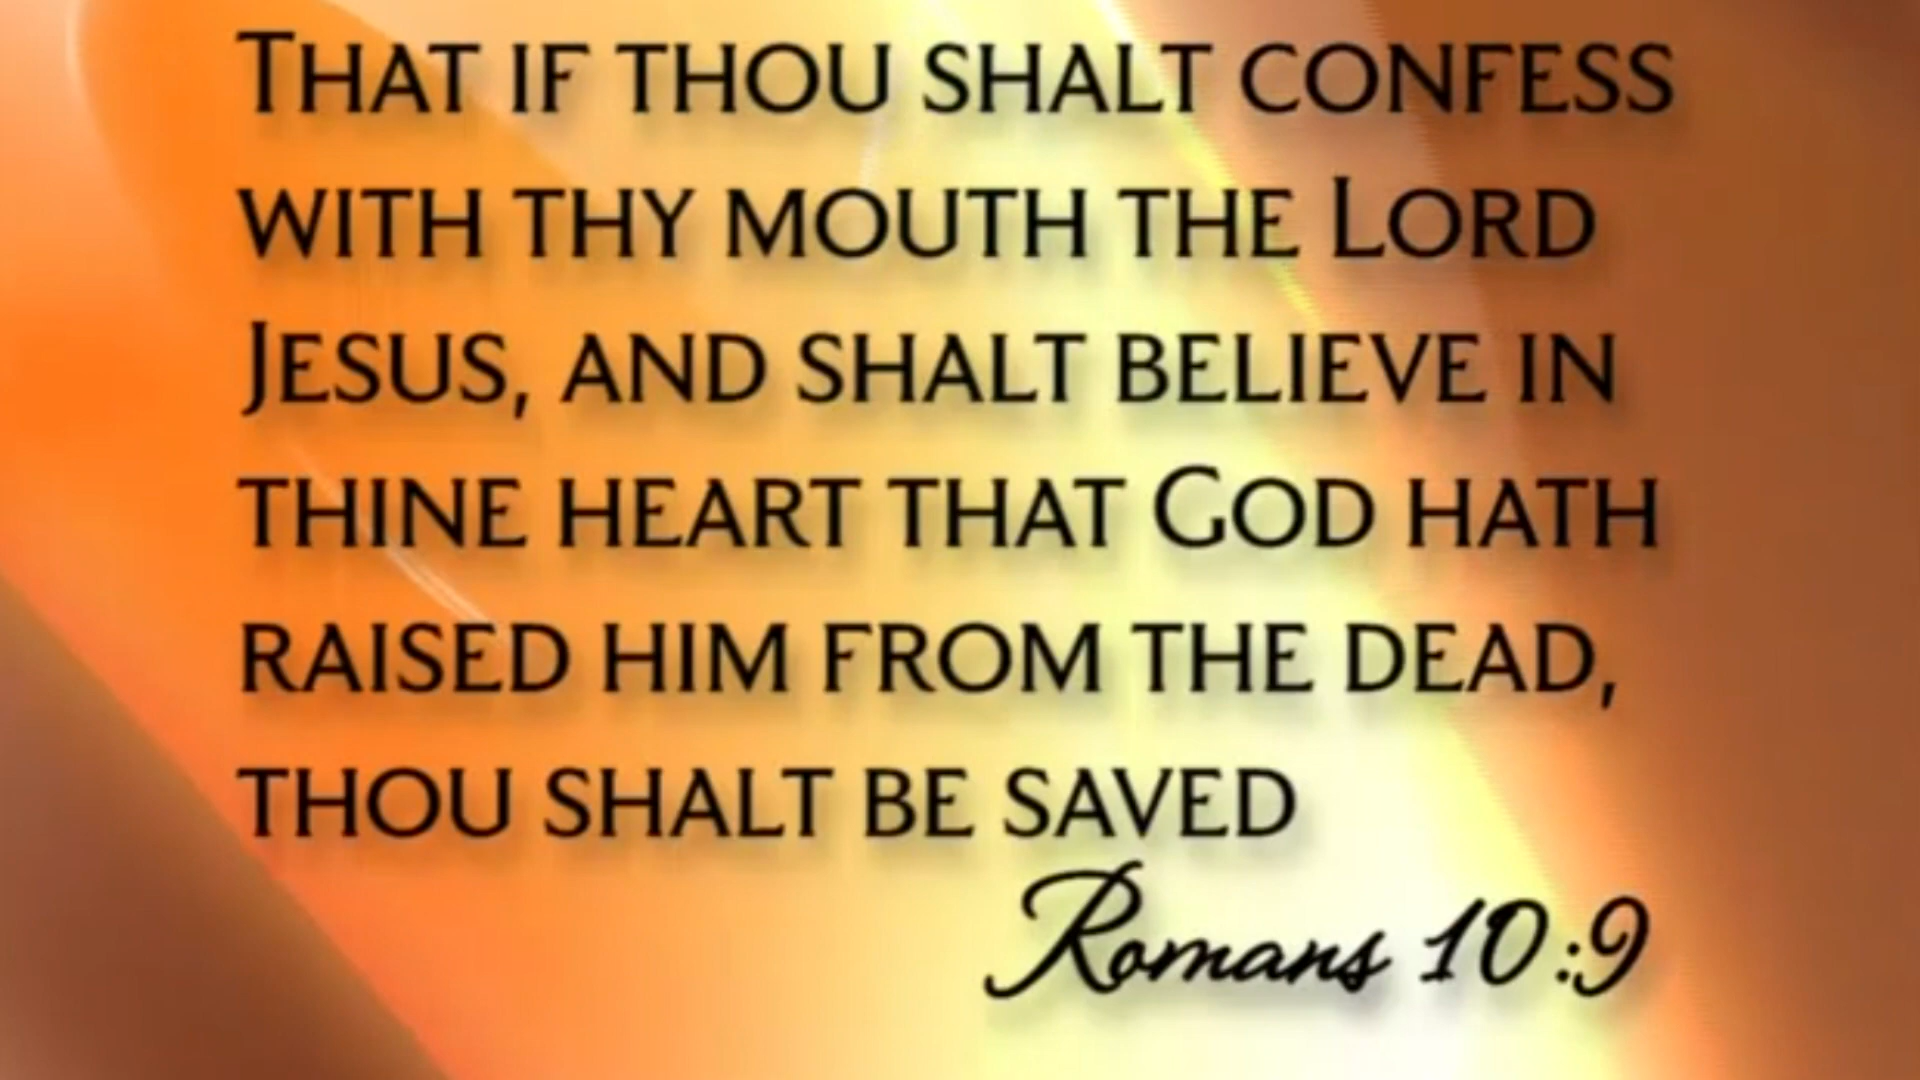 That if thou shalt confess
with thy mouth the Lord
Jesus, and shalt believe in
thine heart that God hath
raised him from the dead,
thou shalt be saved
Romans 10:9